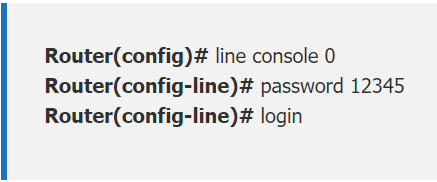 Router(config)# line console 0
Router(config-line)# password 12345
Router(config-line)# login